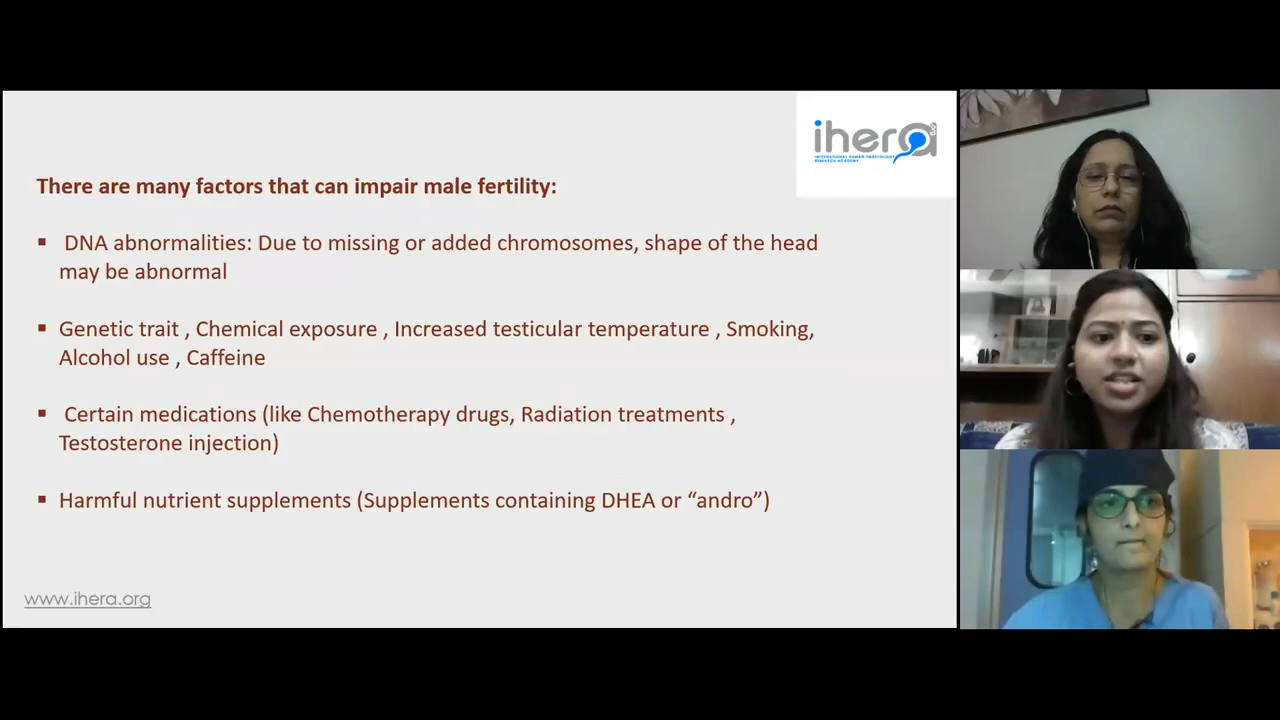 ihera
INTERNATIONAL HUMAN EMBRYOLOGY
RESEARCH ACADEMY
There are many factors that can impair male fertility:
▪ DNA abnormalities: Due to missing or added chromosomes, shape of the head
may be abnormal
▪ Genetic trait , Chemical exposure , Increased testicular temperature , Smoking,
Alcohol use , Caffeine
▪ Certain medications (like Chemotherapy drugs, Radiation treatments ,
Testosterone injection)
▪ Harmful nutrient supplements (Supplements containing DHEA or “andro”)
www.ihera.org